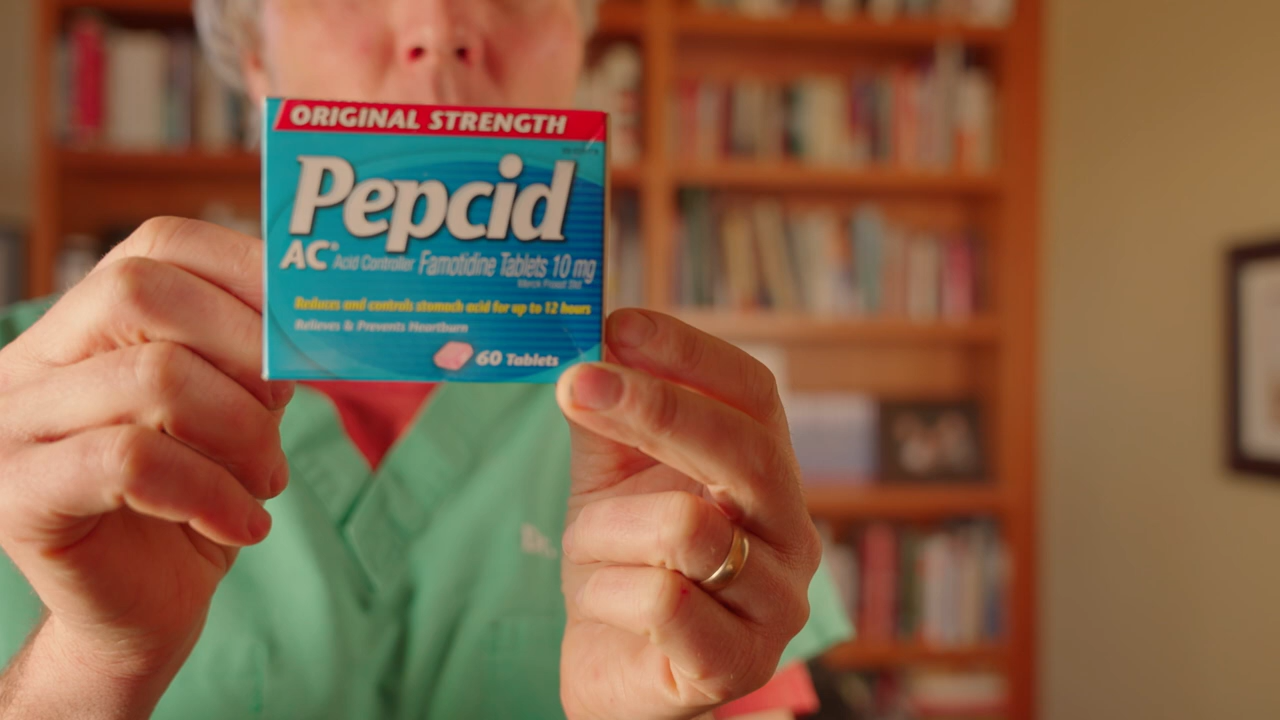 ORIGINAL STRENGTH
Pepcid
AC® Acid Controller Famotidine Tablets 10 mg
Reduces and controls stomach acid for up to 12 hours
Relieves & Prevents Heartburn
60 Tablets
Dr.